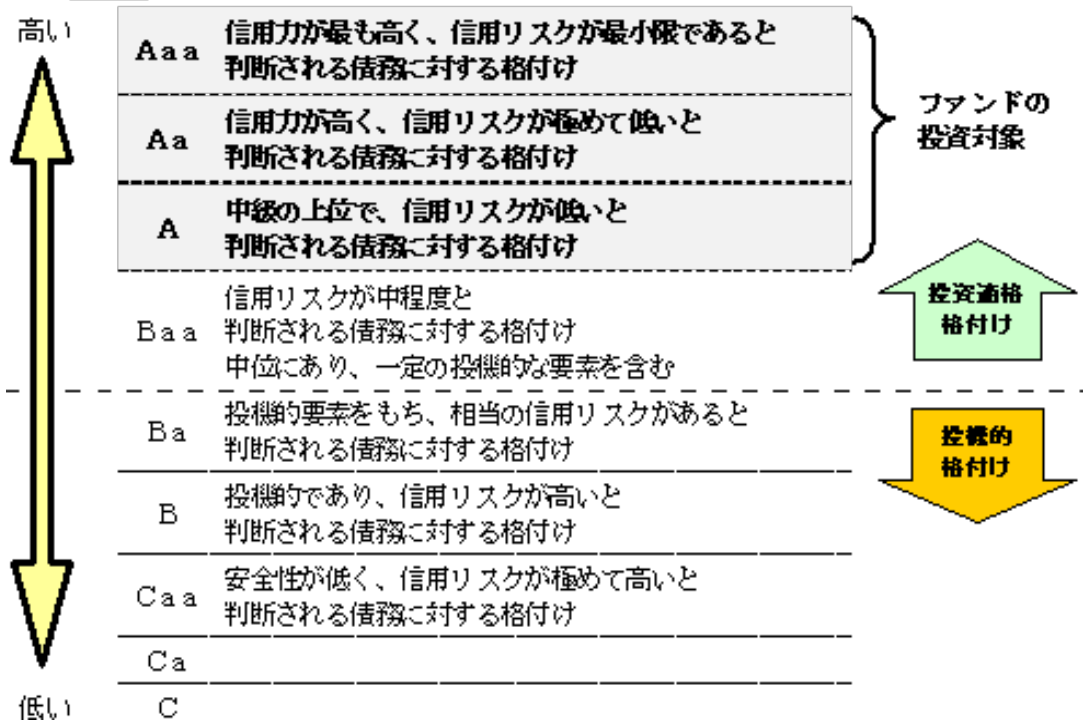 高い
Aaa
信用力が最も高く、信用リスクが最小限であると
判断される債務に対する格付け
Aa
信用力が高く、信用リスクが極めて低いと
判断される債務に対する格付け
A
中級の上位で、信用リスクが低いと
判断される債務に対する格付け
ファンドの
投資対象
Baa
信用リスクが中程度と
判断される債務に対する格付け
中位にあり、一定の投機的な要素を含む
投資適格
格付け
Ba
投機的要素をもち、相当の信用リスクがあると
判断される債務に対する格付け
投機的
格付け
B
投機的であり、信用リスクが高いと
判断される債務に対する格付け
Caa
安全性が低く、信用リスクが極めて高いと
判断される債務に対する格付け
Ca
低い
C